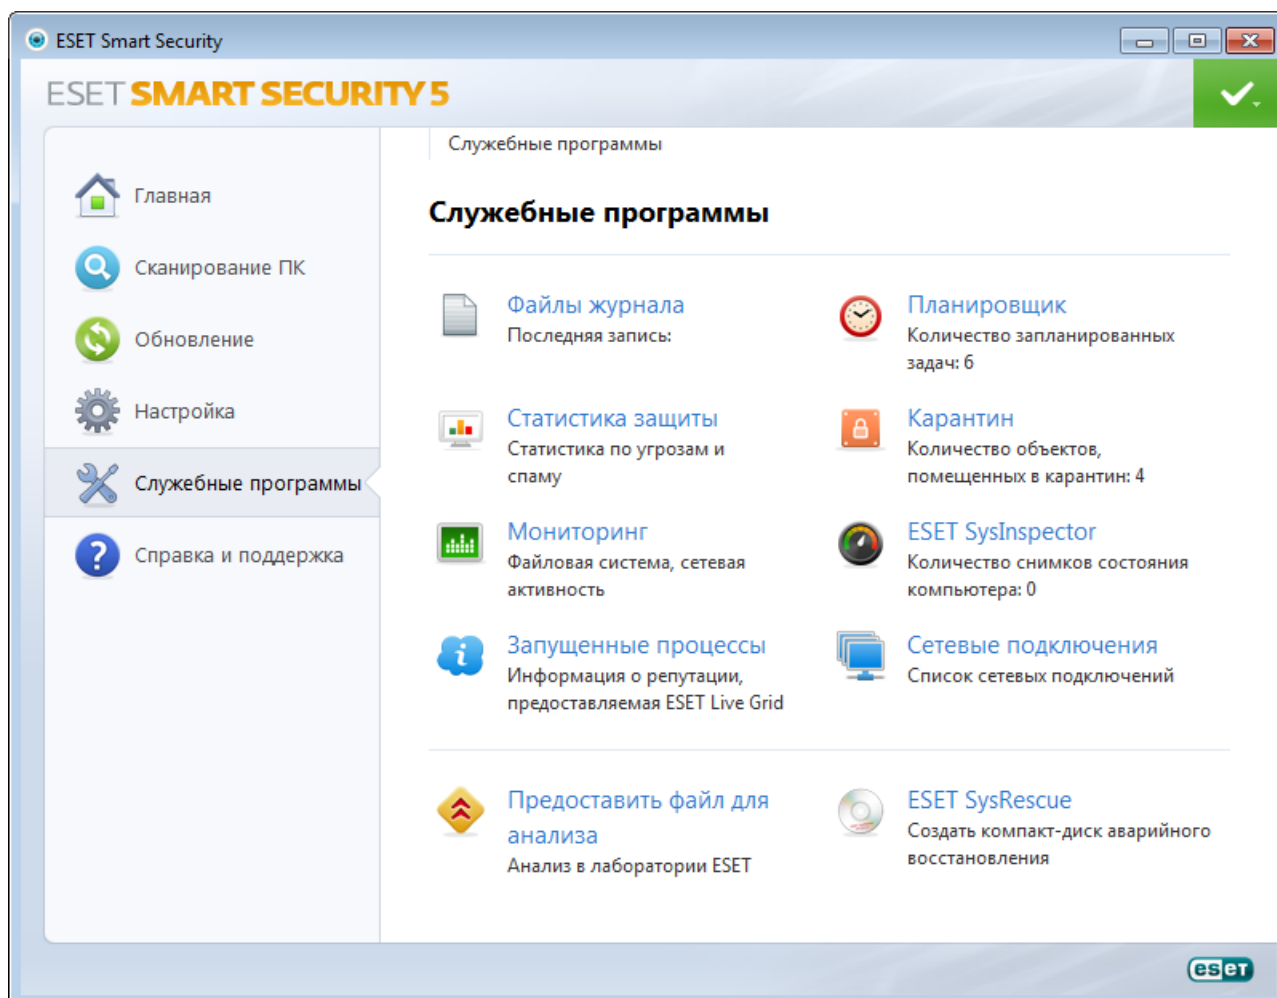 ESET Smart Security
ESET SMART SECURITY 5
Главная
Сканирование ПК
Обновление
Настройка
Служебные программы
Справка и поддержка
Служебные программы
Служебные программы
Файлы журнала
Последняя запись:
Планировщик
Количество запланированных
задач: 6
Статистика защиты
Статистика по угрозам и
спаму
Карантин
Количество объектов,
помещенных в карантин: 4
Мониторинг
Файловая система, сетевая
активность
ESET SysInspector
Количество снимков состояния
компьютера: 0
Запущенные процессы
Информация о репутации,
предоставляемая ESET Live Grid
Сетевые подключения
Список сетевых подключений
Предоставить файл для
анализа
Анализ в лаборатории ESET
ESET SysRescue
Создать компакт-диск аварийного
восстановления
eset